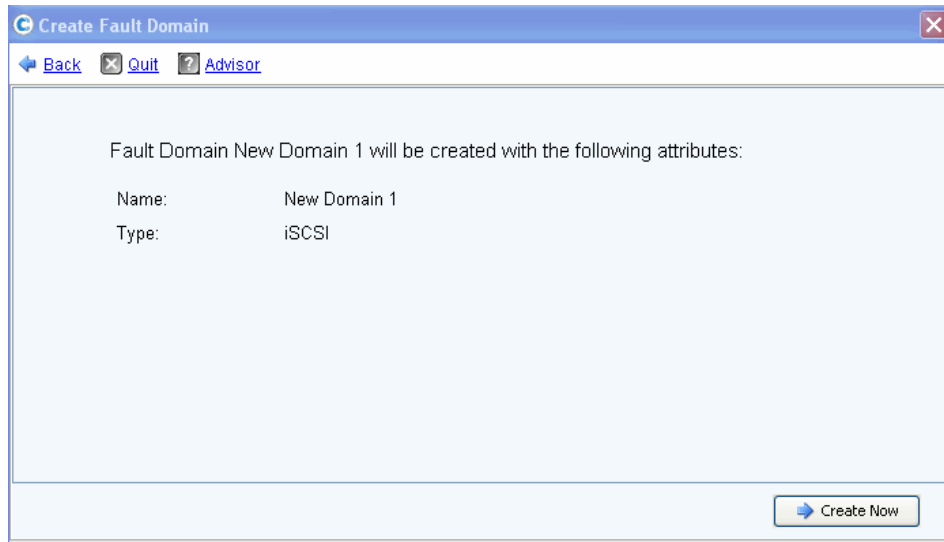 Create Fault Domain
Back Quit Advisor
Fault Domain New Domain 1 will be created with the following attributes:
Name: New Domain 1
Type: iSCSI
Create Now